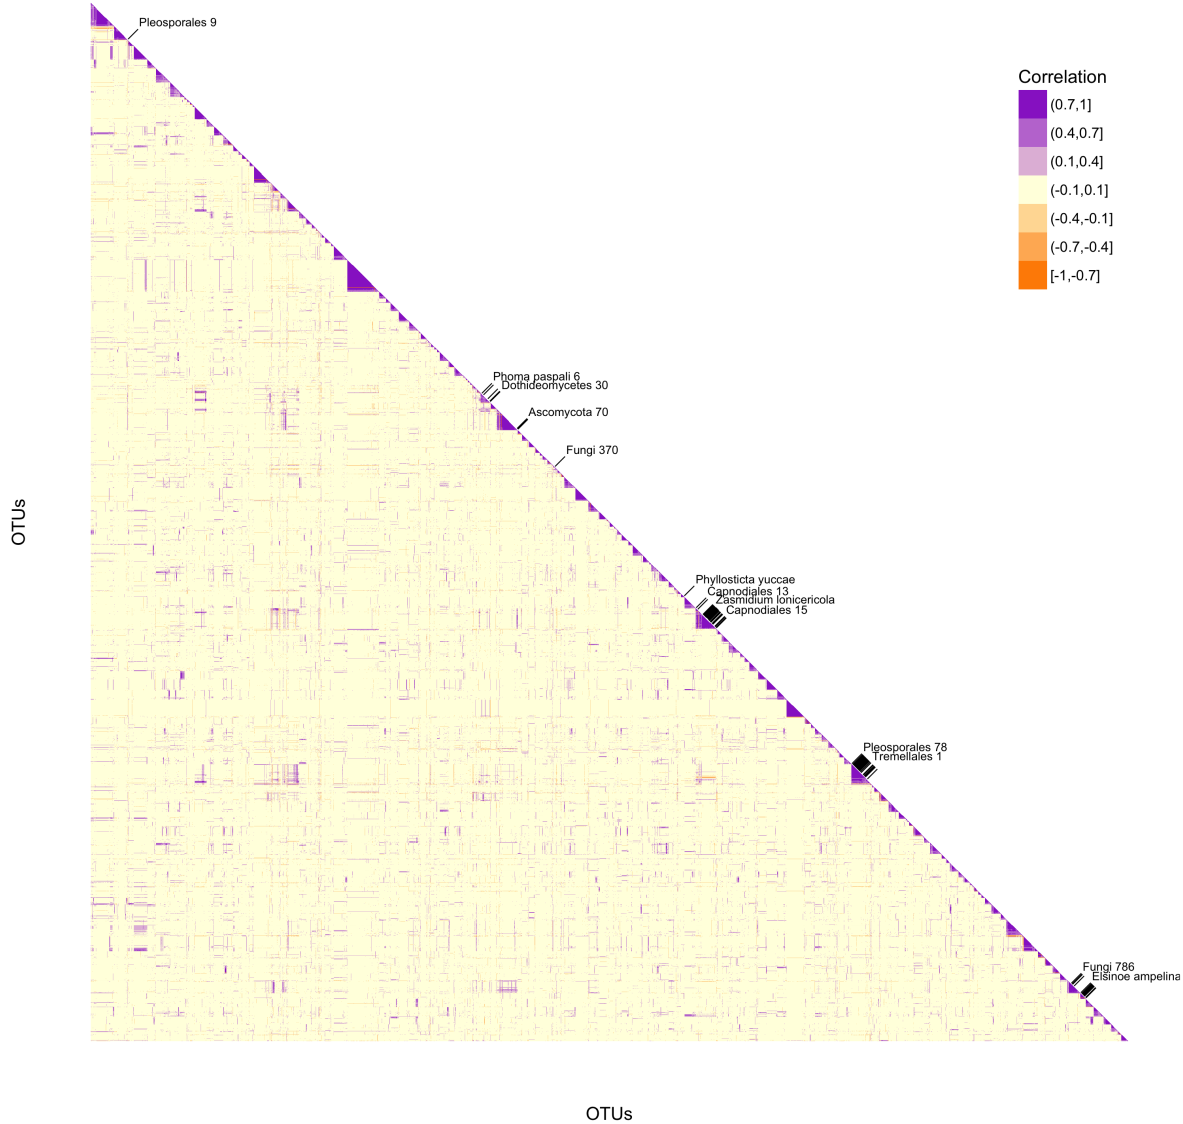 Pleosporales 9
Correlation
(0.7,1]
(0.4,0.7]
(0.1,0.4]
(-0.1,0.1]
(-0.4,-0.1]
(-0.7,-0.4]
[-1,-0.7]
Phoma paspali 6
Dothideomycetes 30
Ascomycota 70
Fungi 370
OTUs
Phyllosticta yuccae
Capnodiales 13
Zasmidium lonicericola
Capnodiales 15
Pleosporales 78
Tremellales 1
Fungi 786
Elsinoe ampelina
OTUs